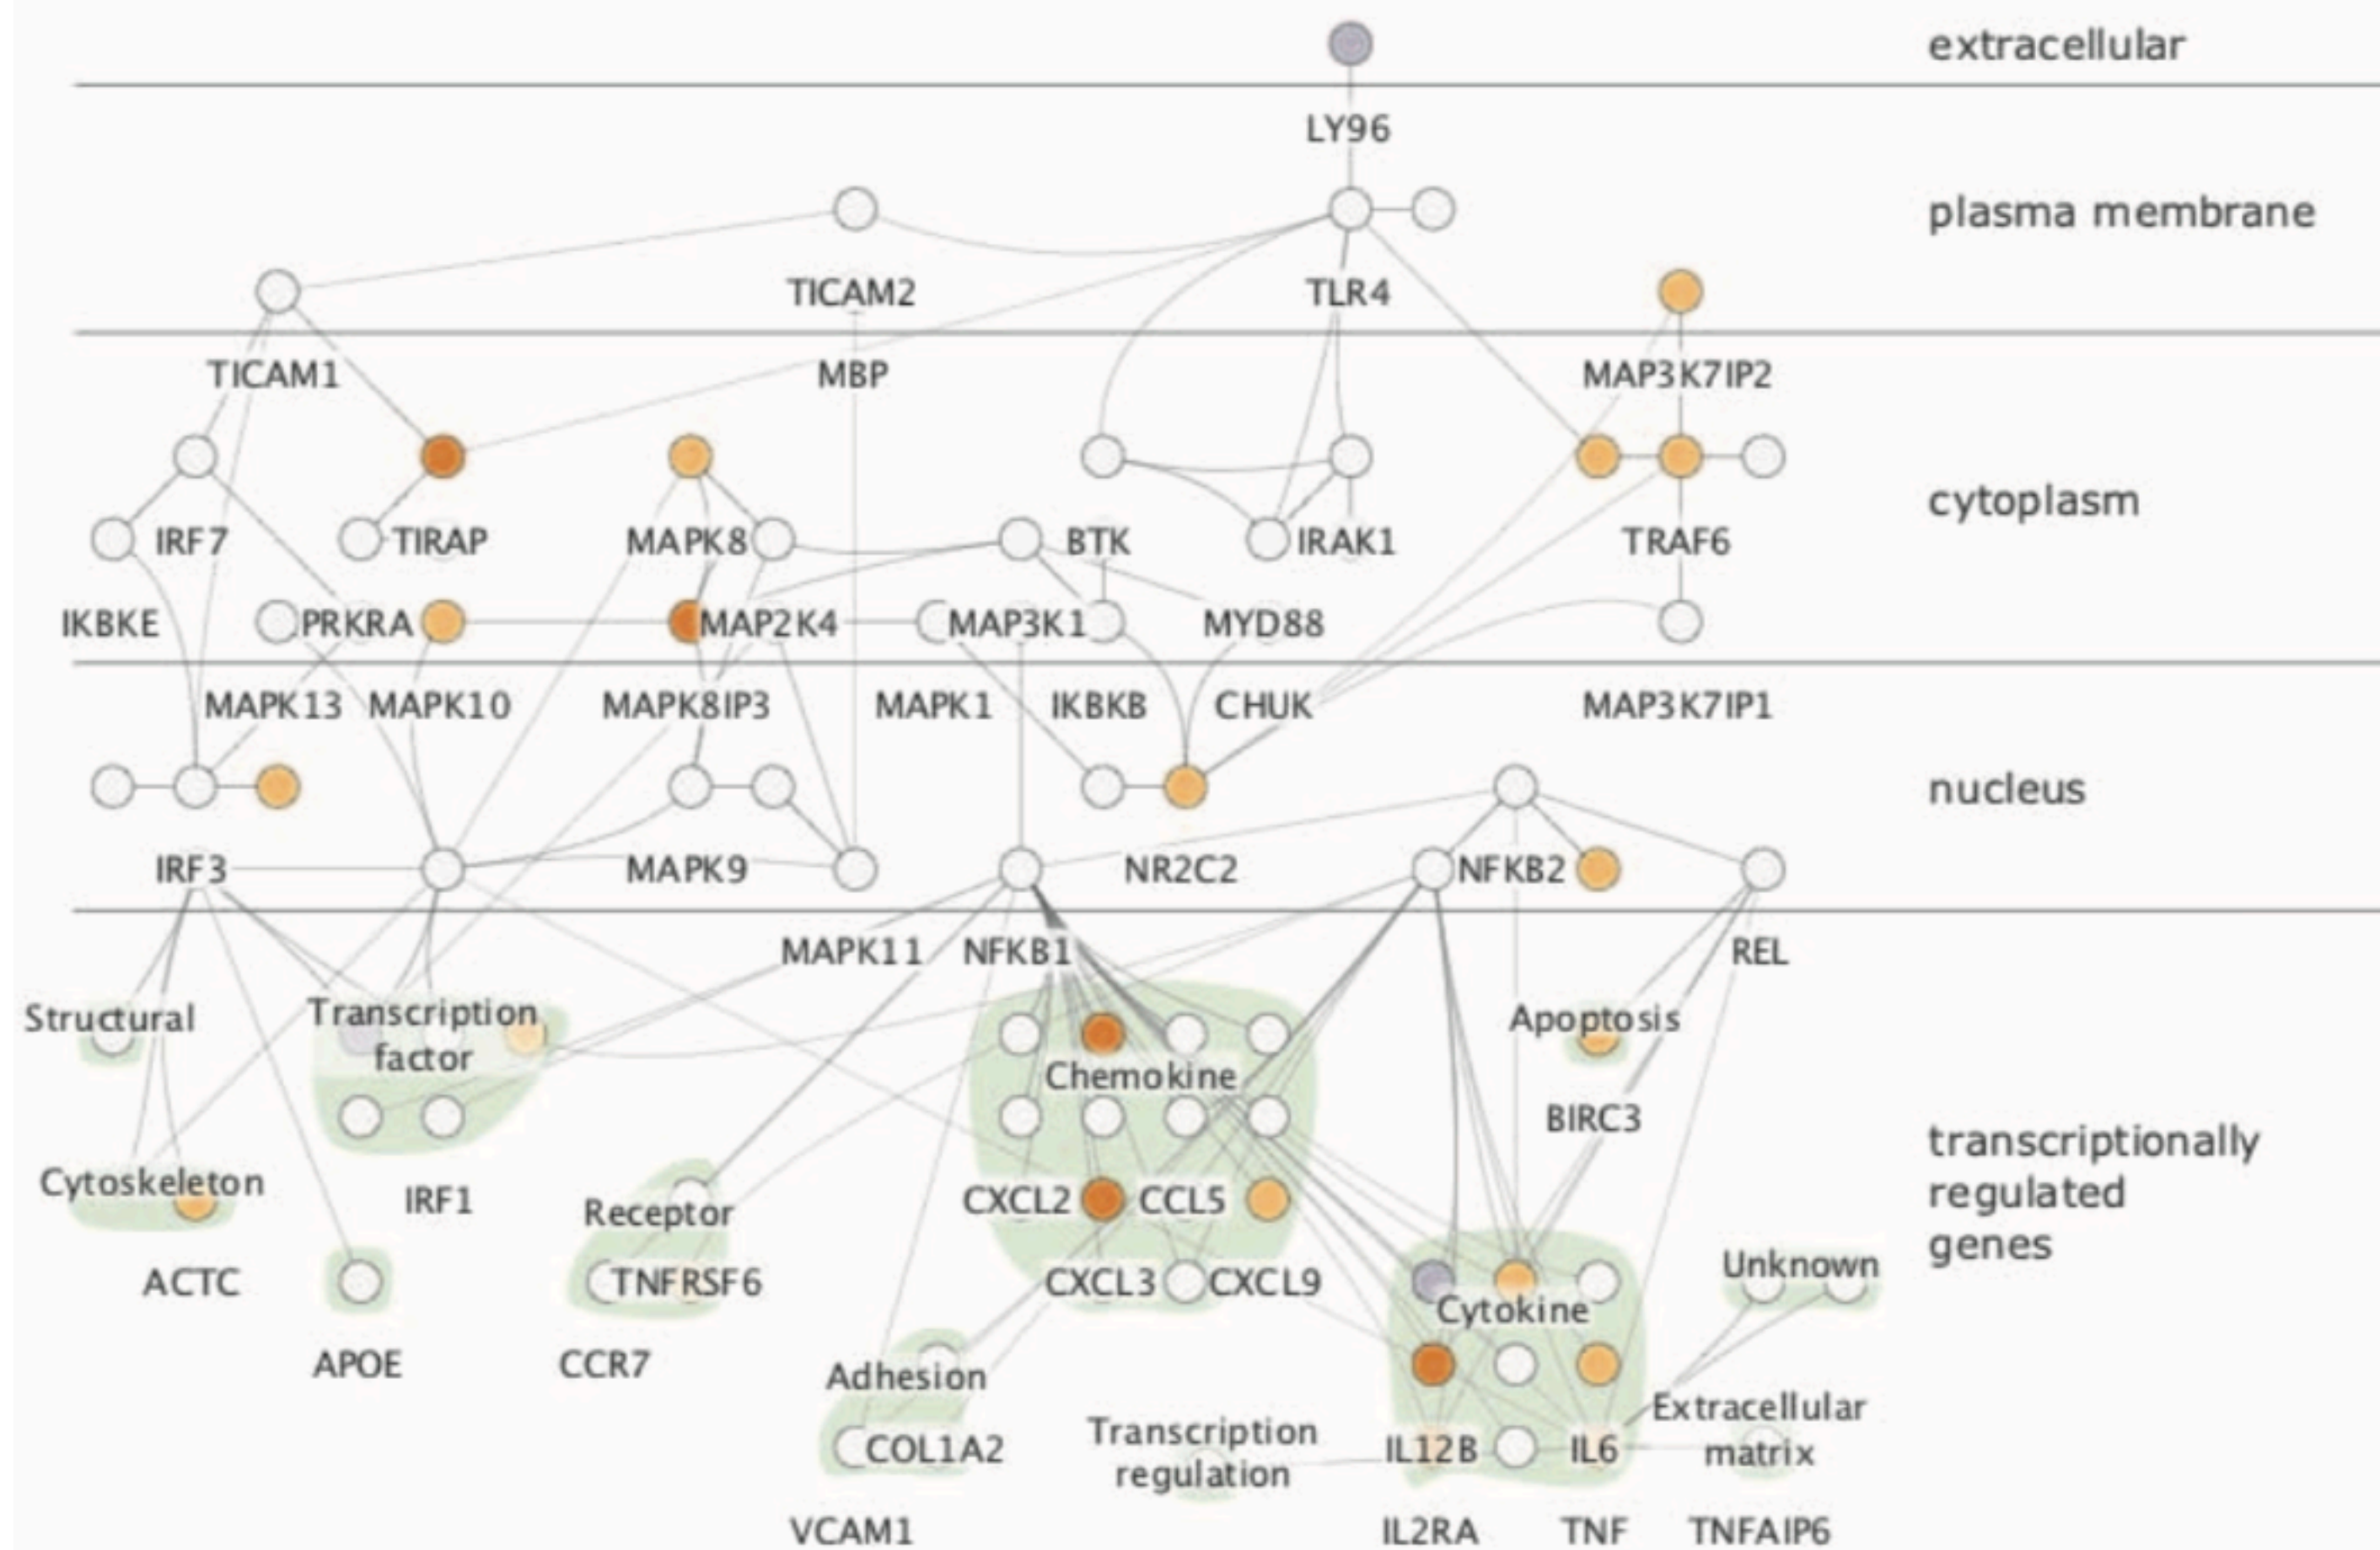 extracellular
LY96
plasma membrane
TICAM2
TLR4
TICAM1
MBP
MAP3K7IP2
cytoplasm
IRF7
TIRAP
MAPK8
BTK
IRAK1
TRAF6
IKBKE
PRKRA
MAP2K4
MAP3K1
MYD88
MAPK13
MAPK10
MAPK8IP3
MAPK1
IKBKB
CHUK
MAP3K7IP1
nucleus
IRF3
MAPK9
NR2C2
NFKB2
MAPK11
NFKB1
REL
Structural
Transcription
factor
Apoptosis
Chemokine
BIRC3
transcriptionally
regulated
genes
Cytoskeleton
IRF1
Receptor
CXCL2
CCL5
ACTC
TNFRSF6
CXCL3
CXCL9
Unknown
Cytokine
APOE
CCR7
Adhesion
Extracellular
matrix
COL1A2
Transcription
regulation
IL12B
IL6
VCAM1
IL2RA
TNF
TNFAIP6